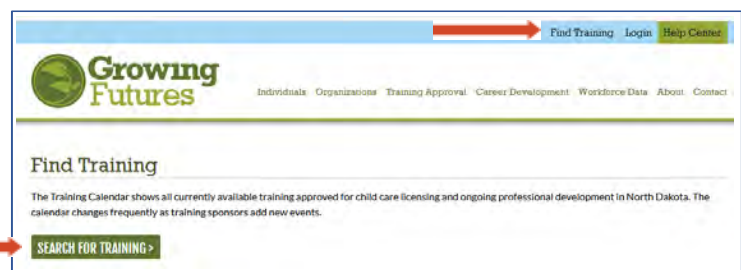 Find Training Login Help Center
Growing
Futures
Individuals Organizations Training Approval Career Development Workforce Data About Contact
Find Training
The Training Calendar shows all currently available training approved for child care licensing and ongoing professional development in North Dakota. The
calendar changes frequently as training sponsors add new events.
SEARCH FOR TRAINING >